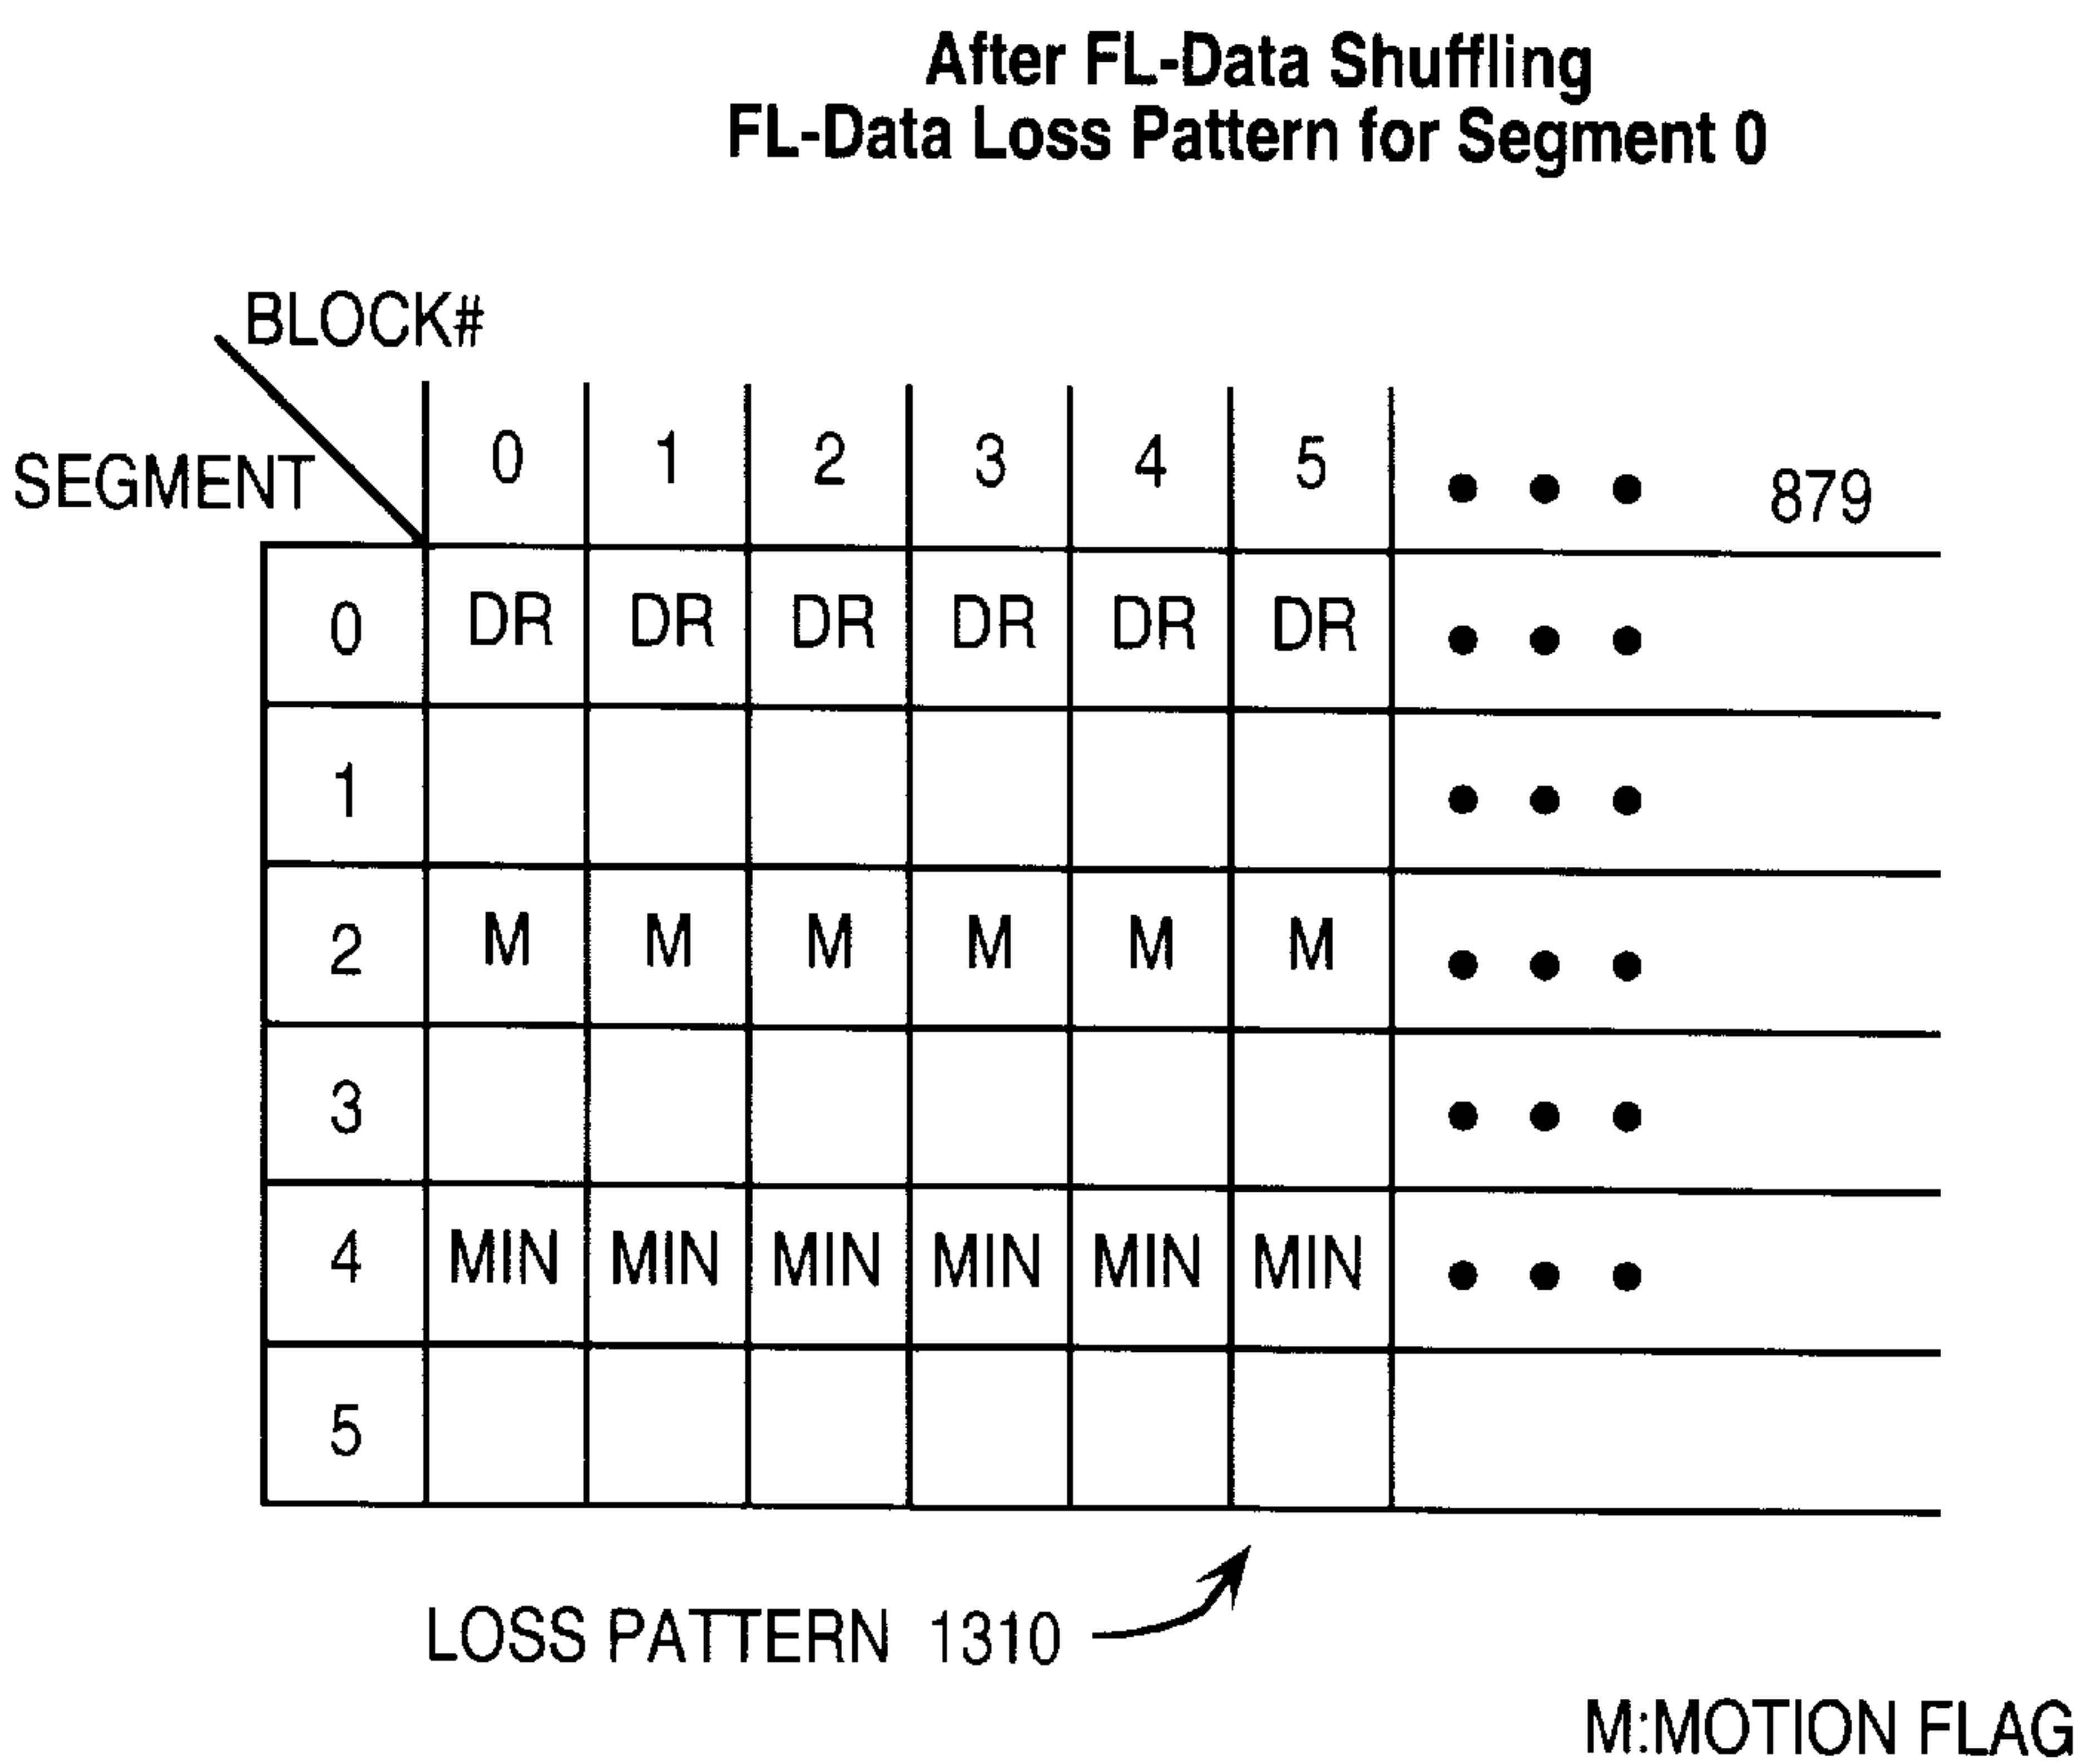 After FL-Data Shuffling
FL-Data Loss Pattern for Segment 0
BLOCK#
SEGMENT
0 1 2 3 4 5 • • • 879
0 DR DR DR DR DR DR • • •
1 • • •
2 M M M M M M • • •
3 • • •
4 MIN MIN MIN MIN MIN MIN • • •
5
LOSS PATTERN 1310
M:MOTION FLAG